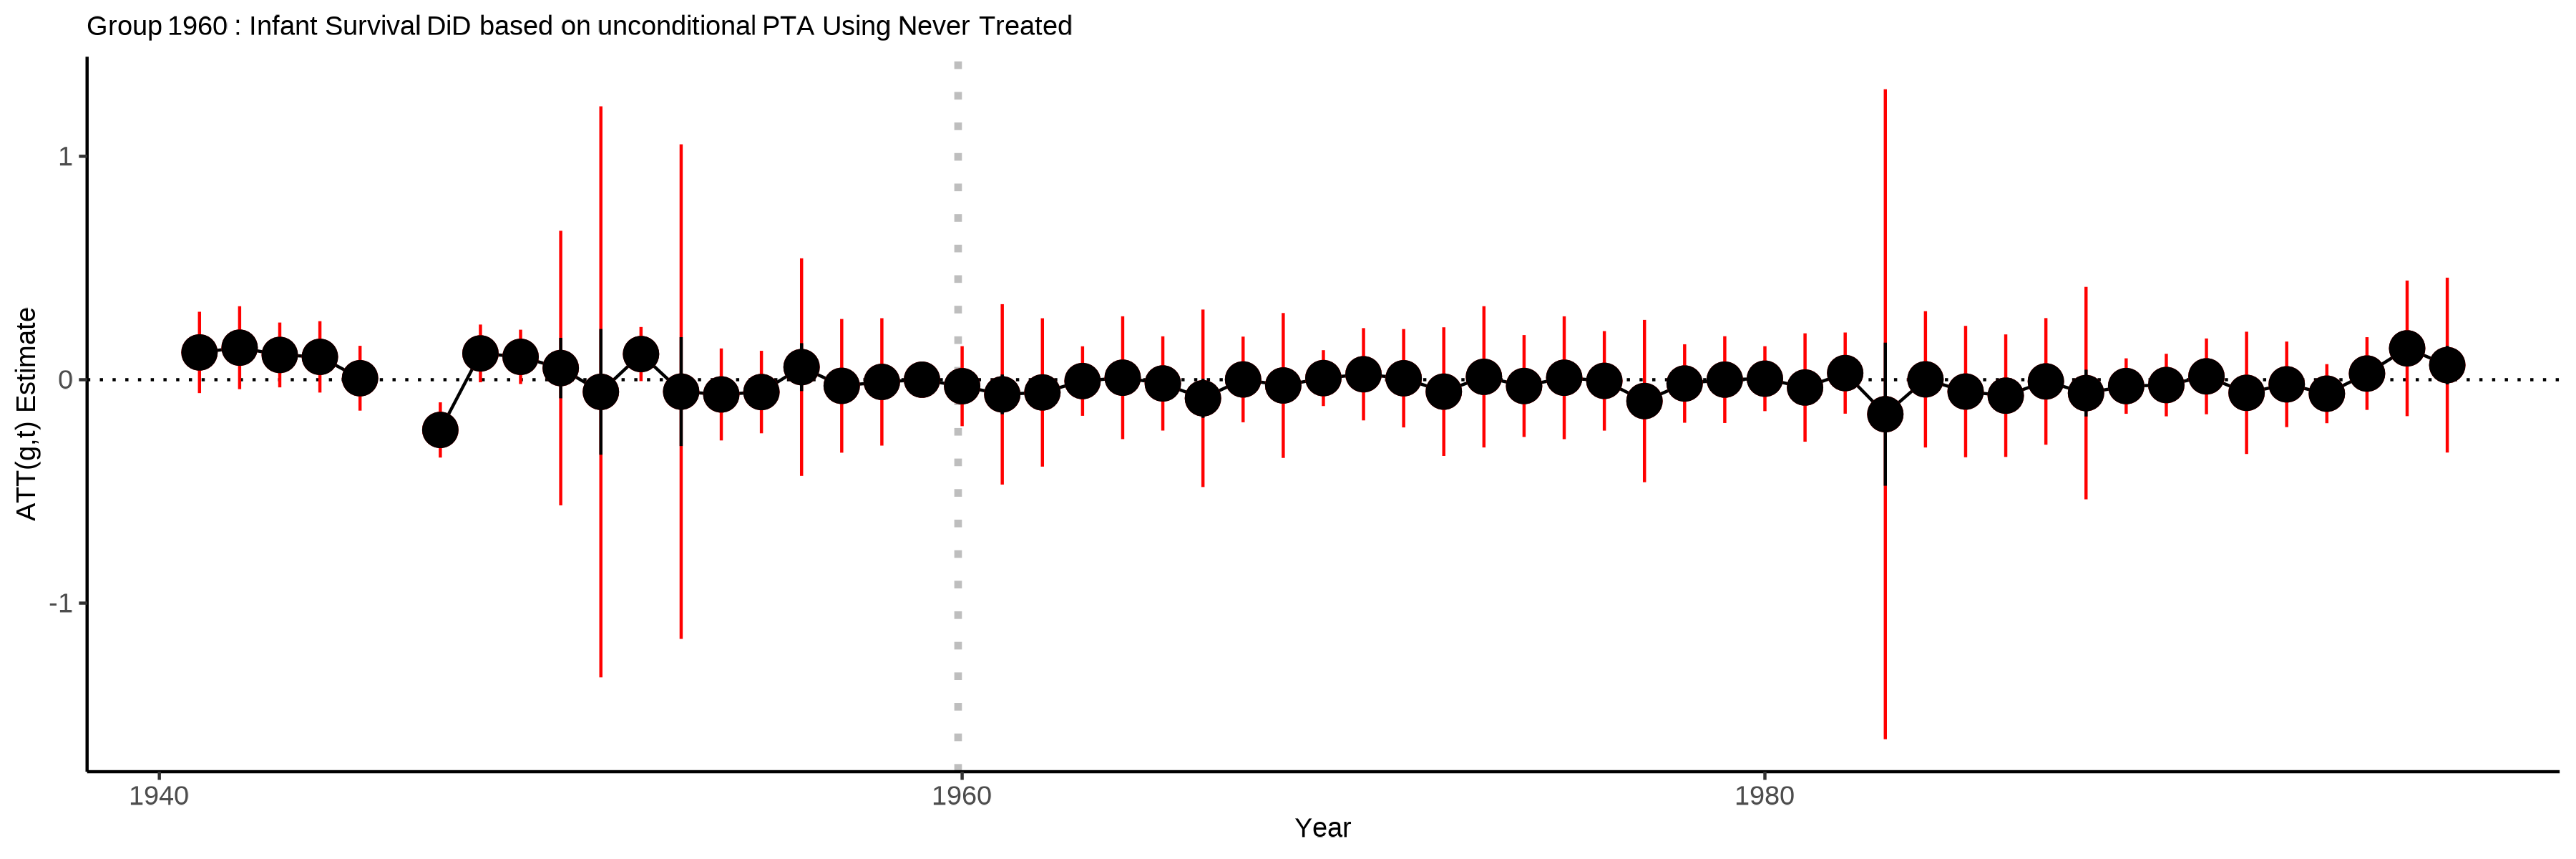 Group 1960 : Infant Survival DiD based on unconditional PTA Using Never Treated
ATT(g,t) Estimate
1
0
-1
1940
1960
1980
Year